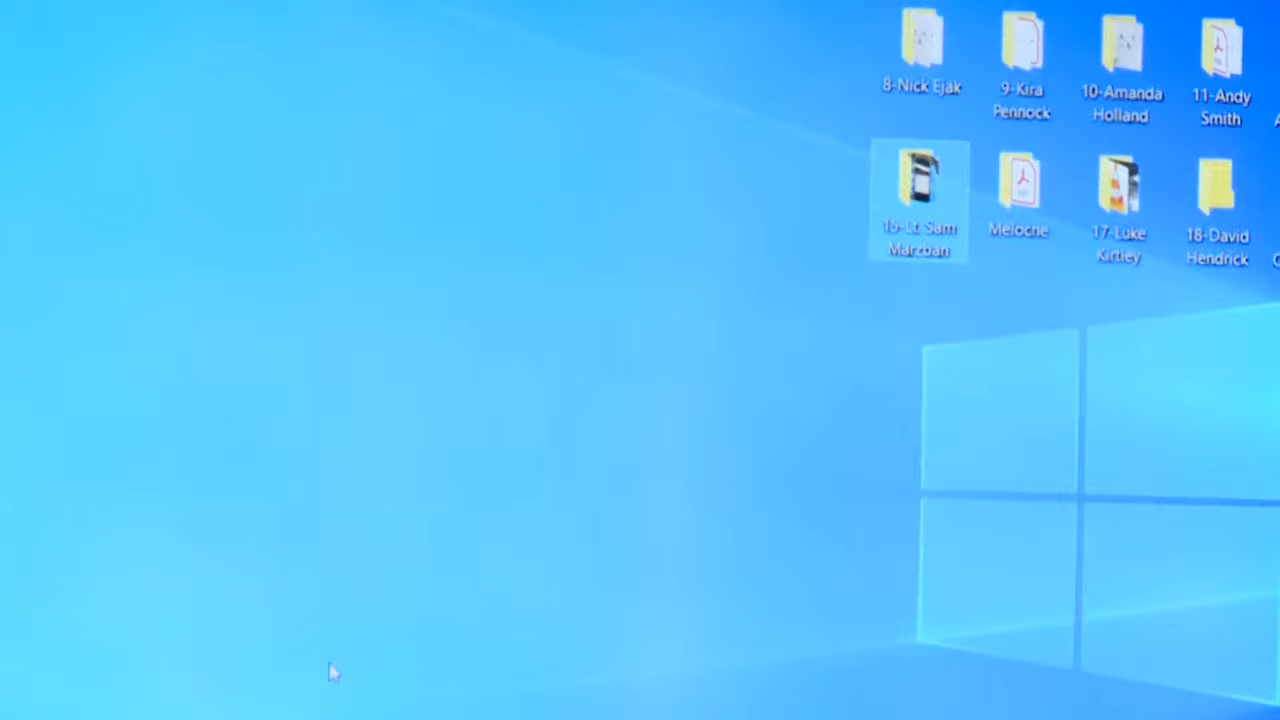 8-Nick Ejak
9-Kira
Pennock
10-Amanda
Holland
11-Andy
Smith
15-Lt Sam
Marzban
Meloche
17-Luke
Kirtley
18-David
Hendrick